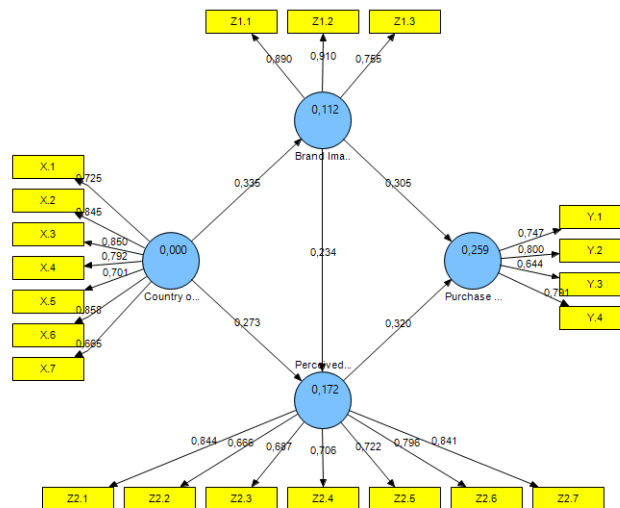 Z1.1 Z1.2 Z1.3
0,890 0,910 0,755
0,112
Brand Ima...
X.1
X.2
X.3
X.4
X.5
X.6
X.7
0,725
0,845
0,850
0,792
0,701
0,858
0,000
Country o...
0,335
0,305
0,234
0,273
0,320
0,259
Purchase ...
0,747
0,800
0,644
0,791
Y.1
Y.2
Y.3
Y.4
Perceived...
0,172
0,844 0,666 0,687 0,706 0,722 0,796 0,841
Z2.1 Z2.2 Z2.3 Z2.4 Z2.5 Z2.6 Z2.7